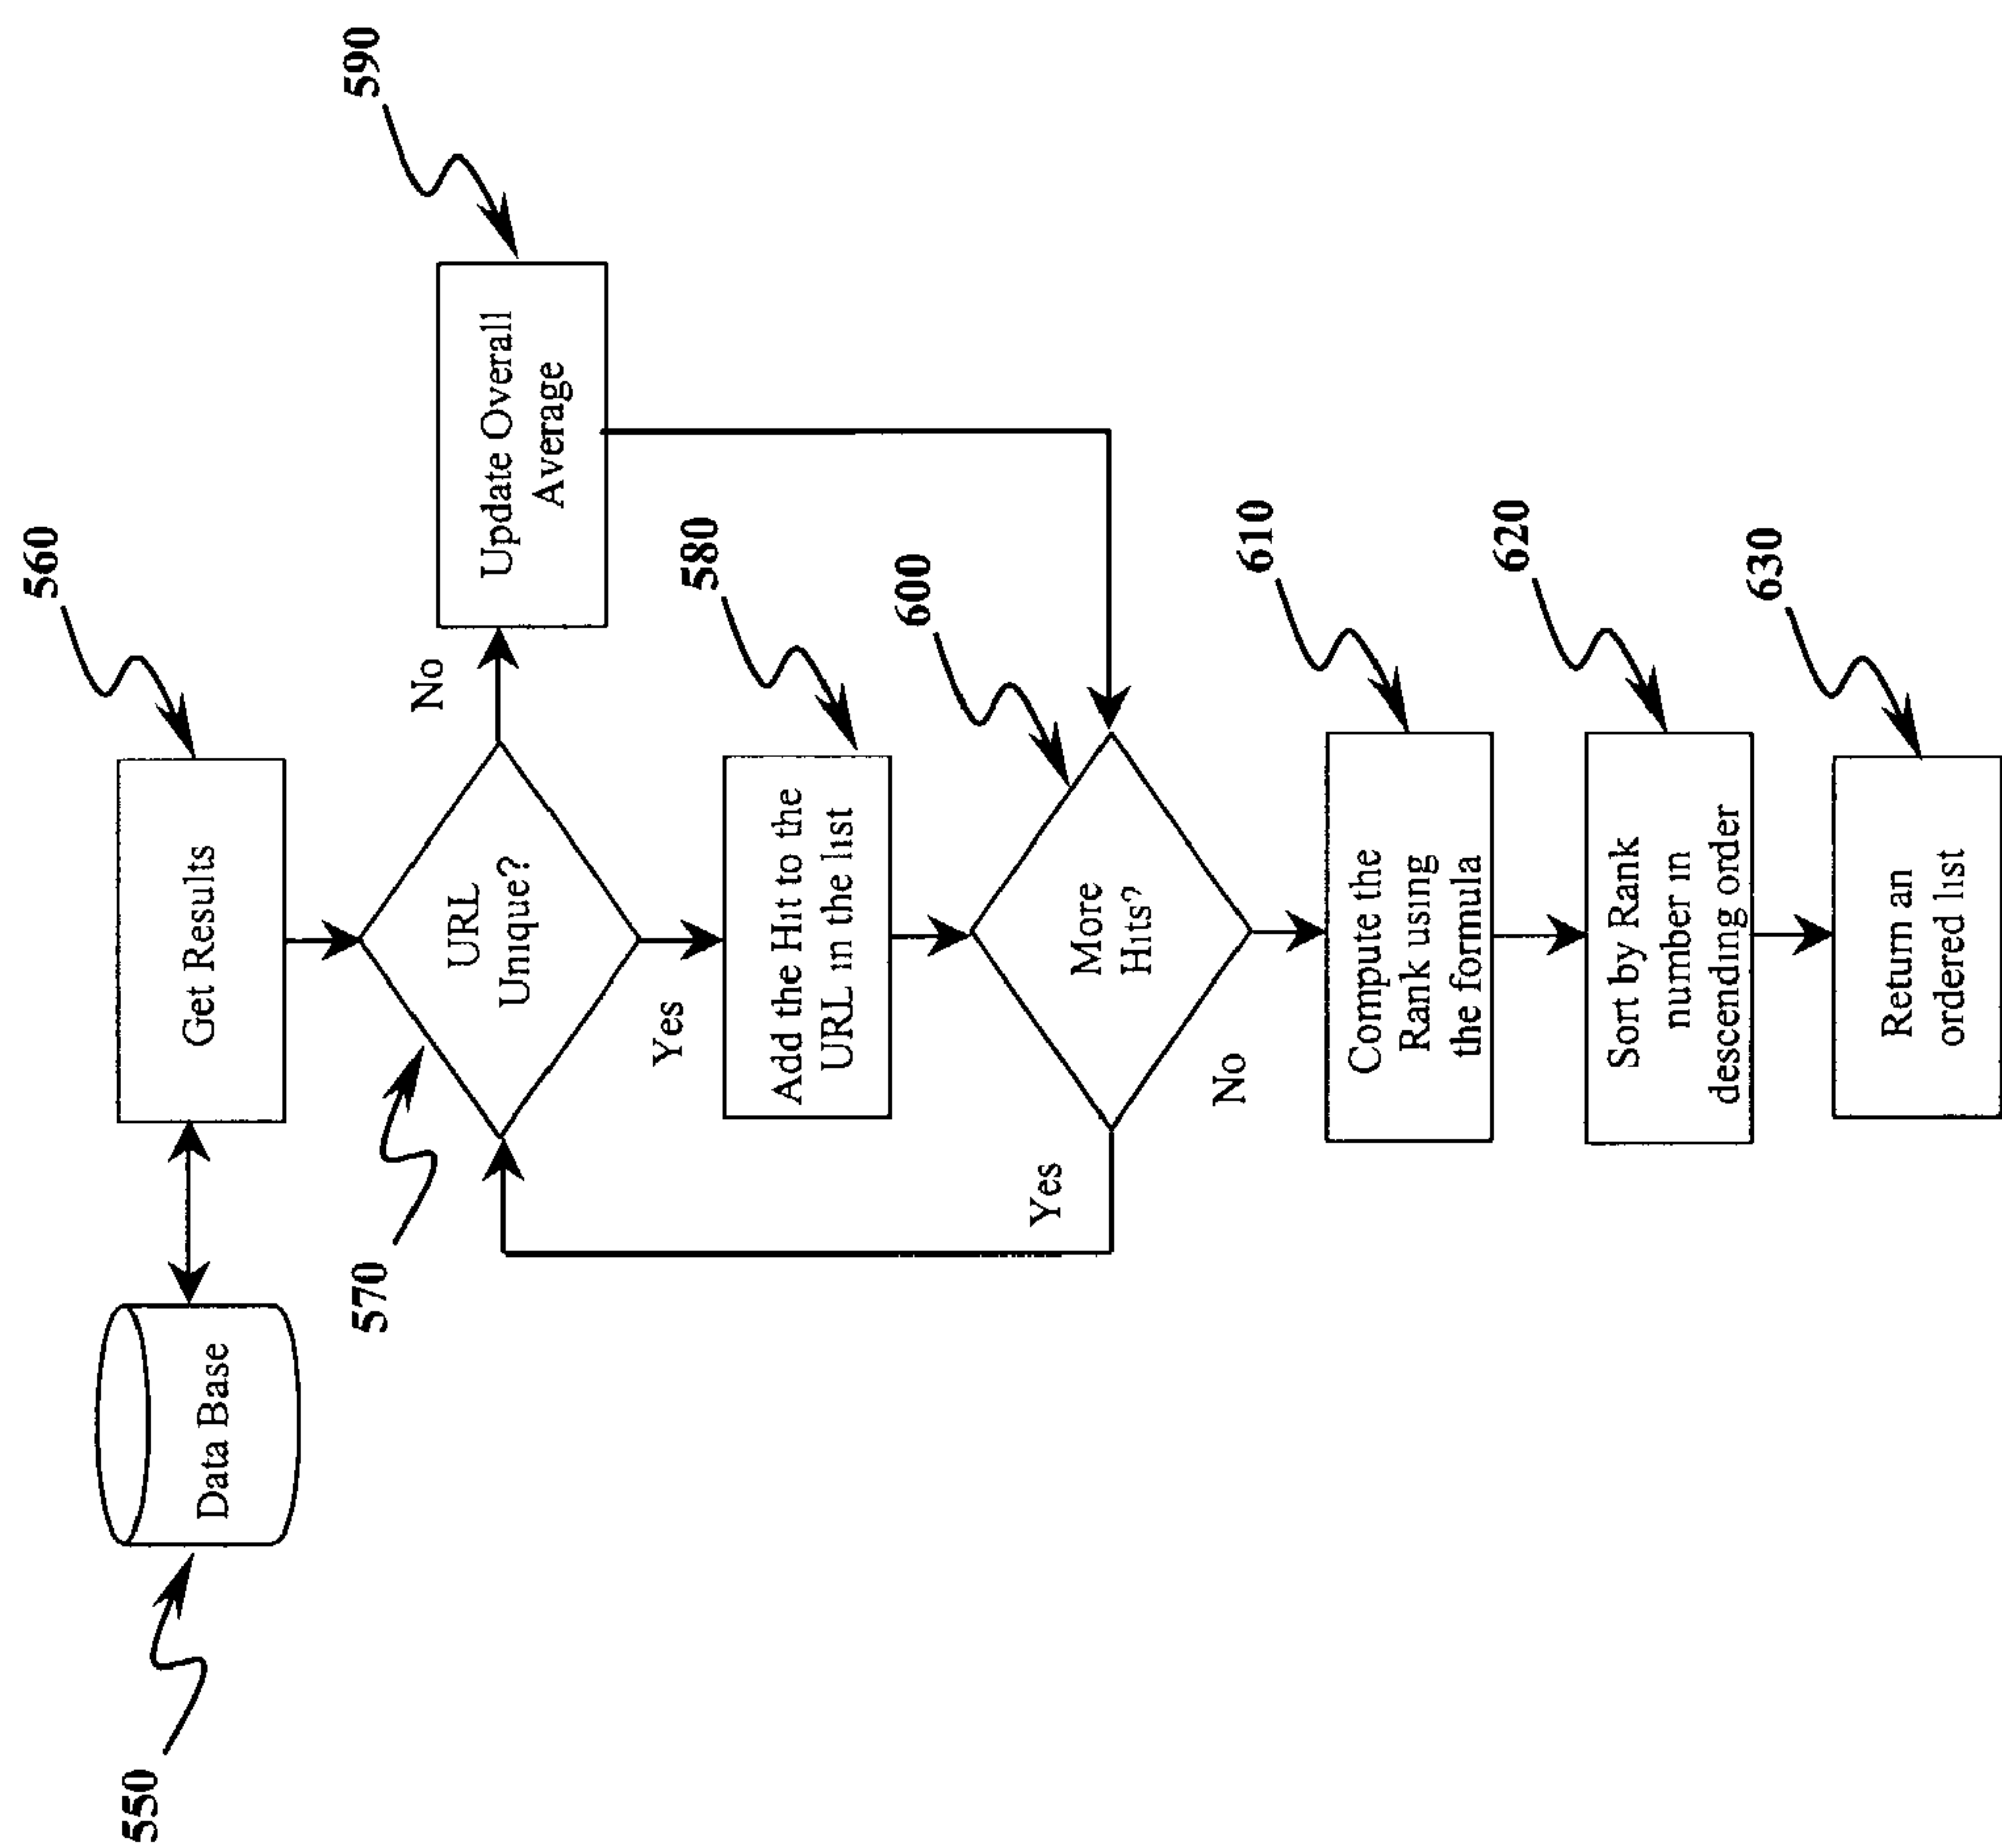 550
Data Base
560
Get Results
570
URL
Unique?
No
590
Update Overall
Average
Yes
580
Add the Hit to the
URL in the list
600
More
Hits?
Yes
No
610
Compute the
Rank using
the formula
620
Sort by Rank
number in
descending order
630
Return an
ordered list